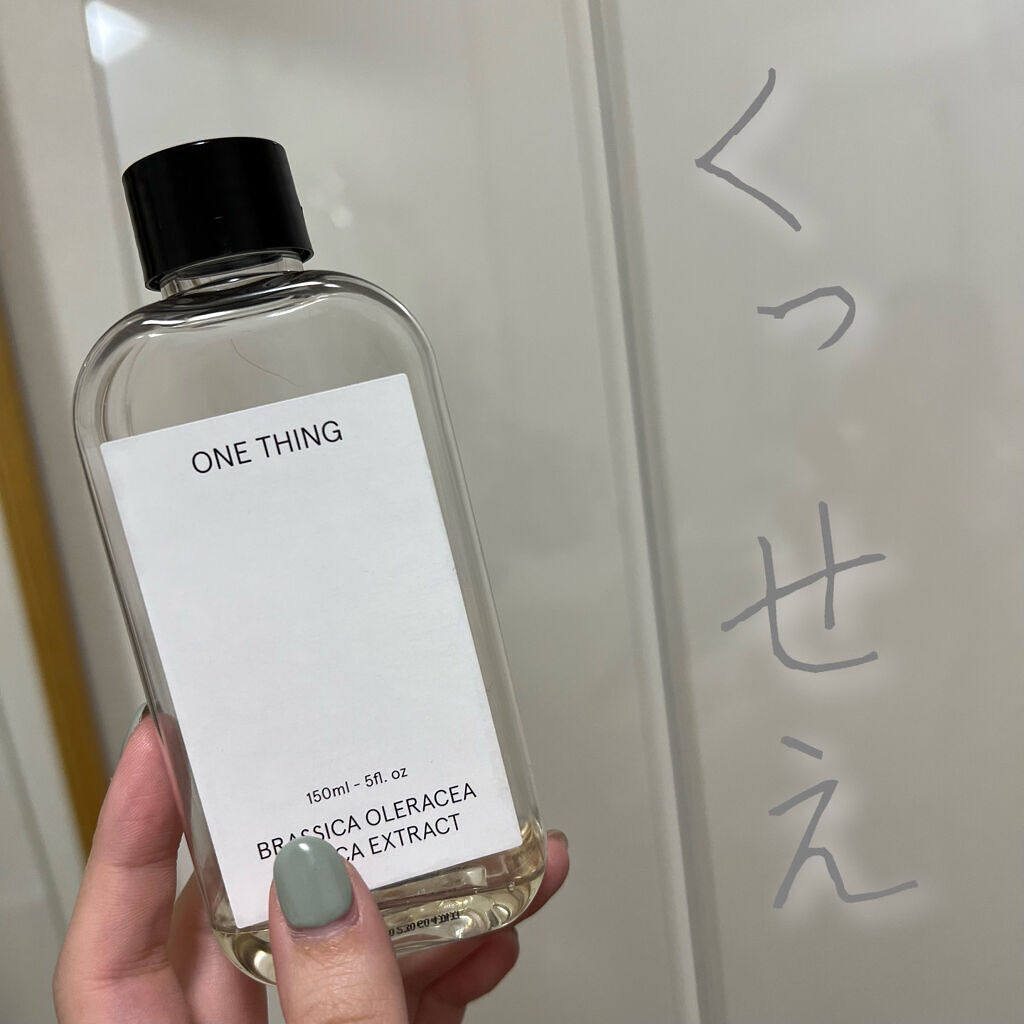 ONE THING
150ml - 5fl. oz
BRASSICA OLERACEA
EXTRACT
くっせえ